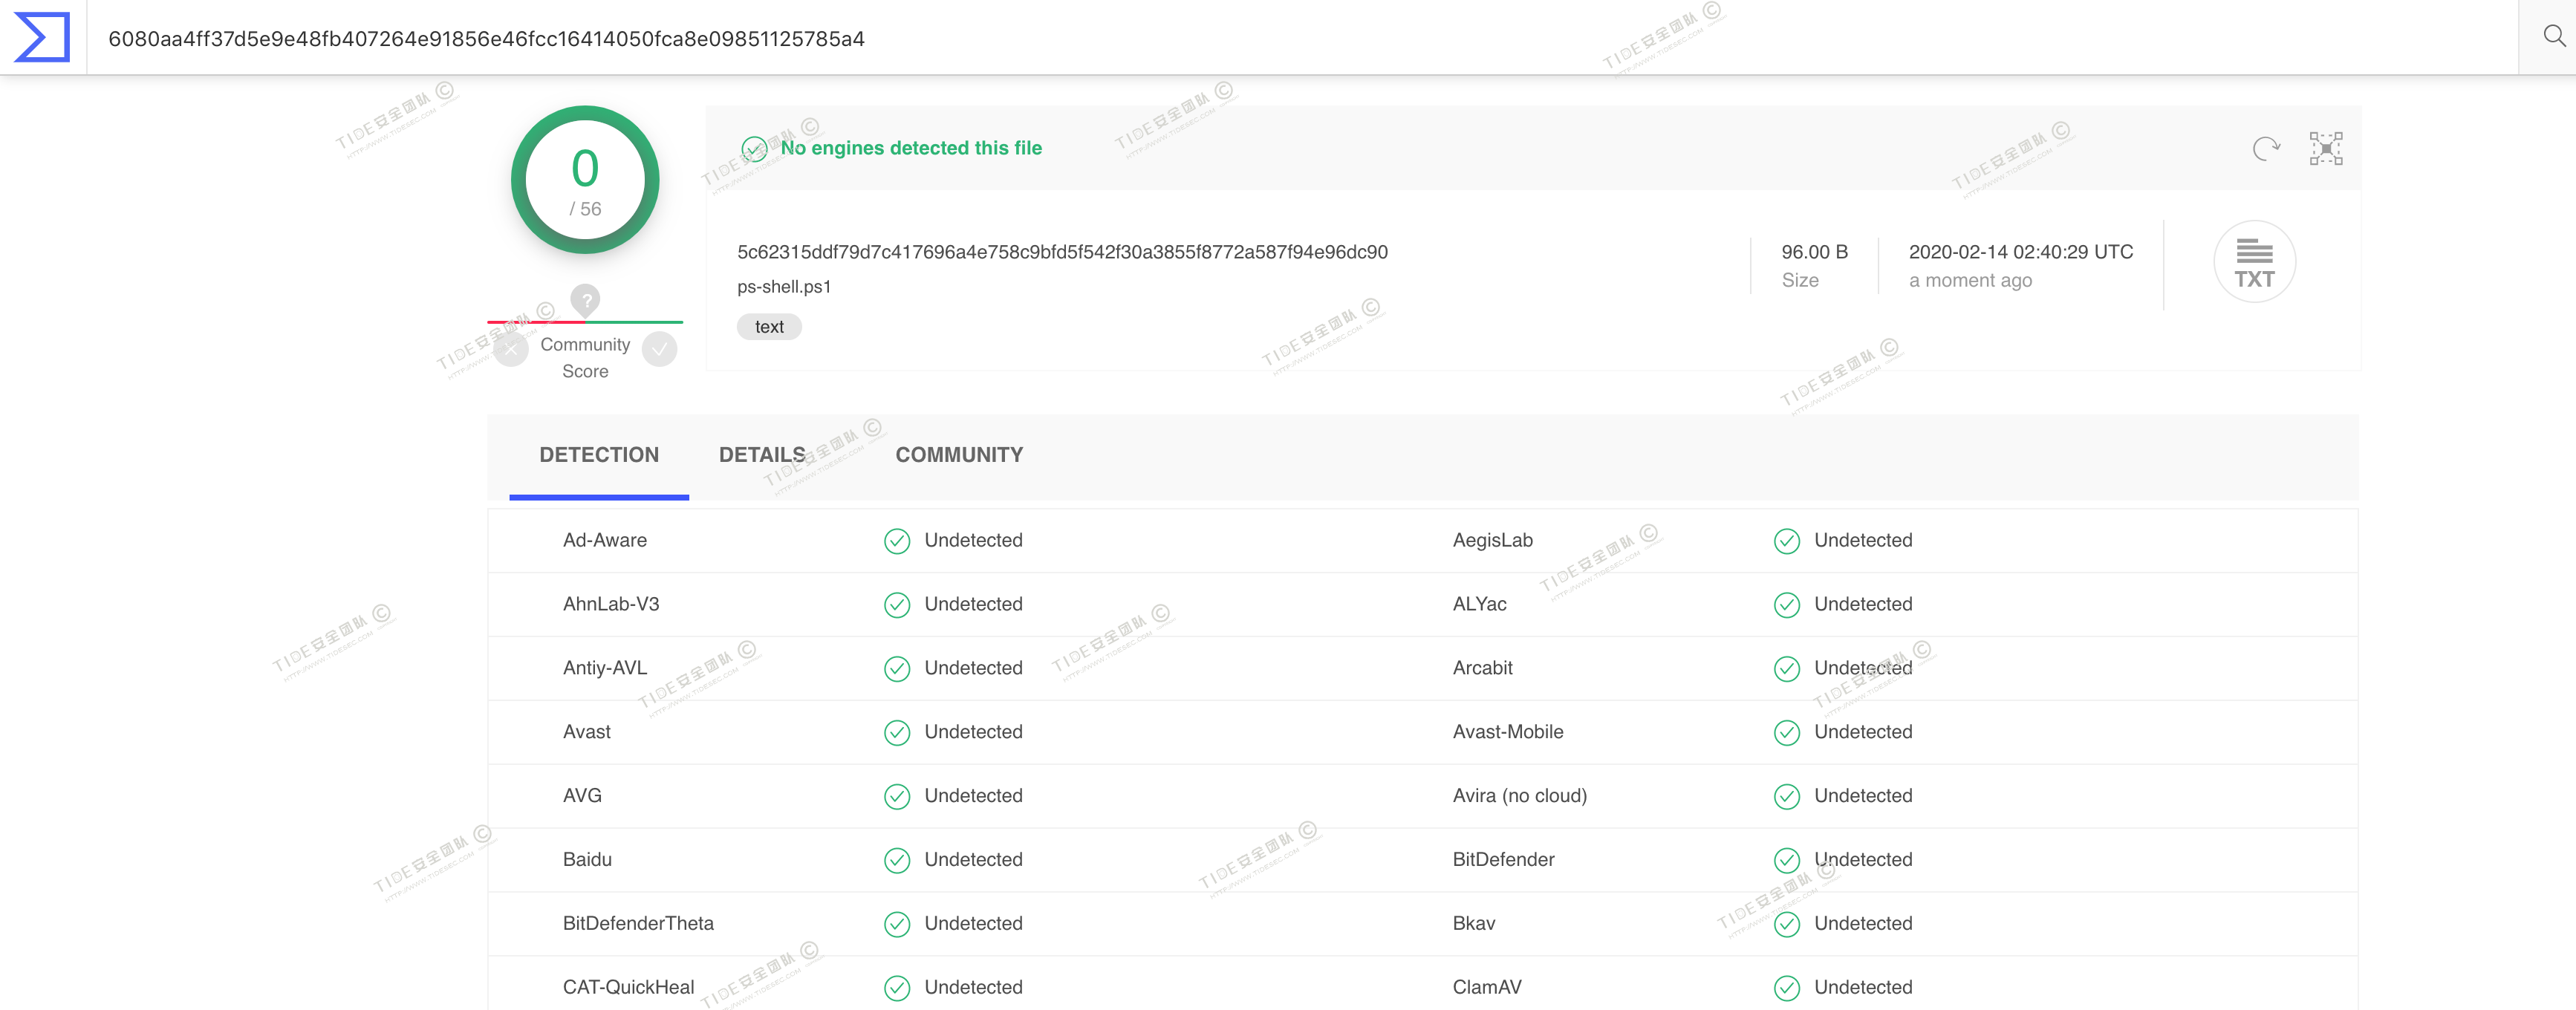 6080aa4ff37d5e9e48fb407264e91856e46fcc16414050fca8e09851125785a4
0
/ 56
No engines detected this file
5c62315ddf79d7c417696a4e758c9bfd5f542f30a3855f8772a587f94e96dc90
ps-shell.ps1
text
96.00 B
Size
2020-02-14 02:40:29 UTC
a moment ago
TXT
?
Community
Score
DETECTION DETAILS COMMUNITY
Ad-Aware Undetected AegisLab Undetected
AhnLab-V3 Undetected ALYac Undetected
Antiy-AVL Undetected Arcabit Undetected
Avast Undetected Avast-Mobile Undetected
AVG Undetected Avira (no cloud) Undetected
Baidu Undetected BitDefender Undetected
BitDefenderTheta Undetected Bkav Undetected
CAT-QuickHeal Undetected ClamAV Undetected
TIDE安全团队 ©
HTTP://WWW.TIDESEC.COM